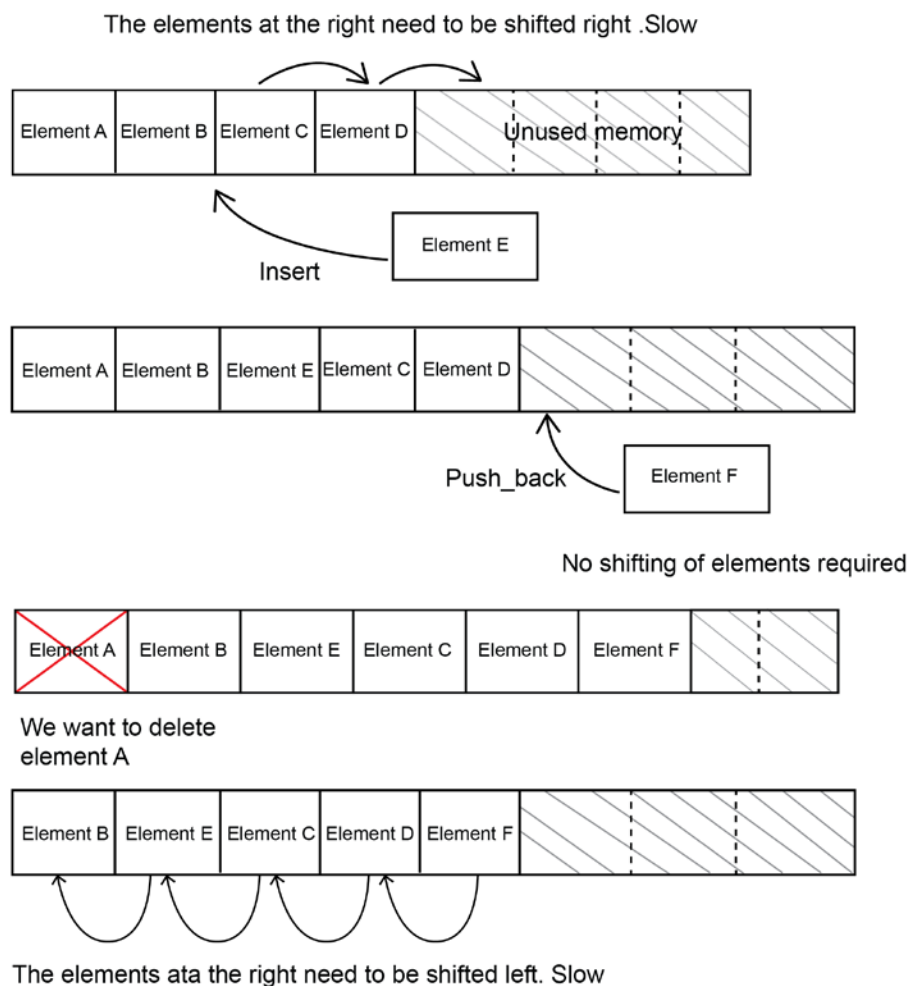 The elements at the right need to be shifted right .Slow
Element A Element B Element C Element D Unused memory
Element E
Insert
Element A Element B Element E Element C Element D
Push_back Element F
No shifting of elements required
Element A Element B Element E Element C Element D Element F
We want to delete
element A
Element B Element E Element C Element D Element F
The elements ata the right need to be shifted left. Slow